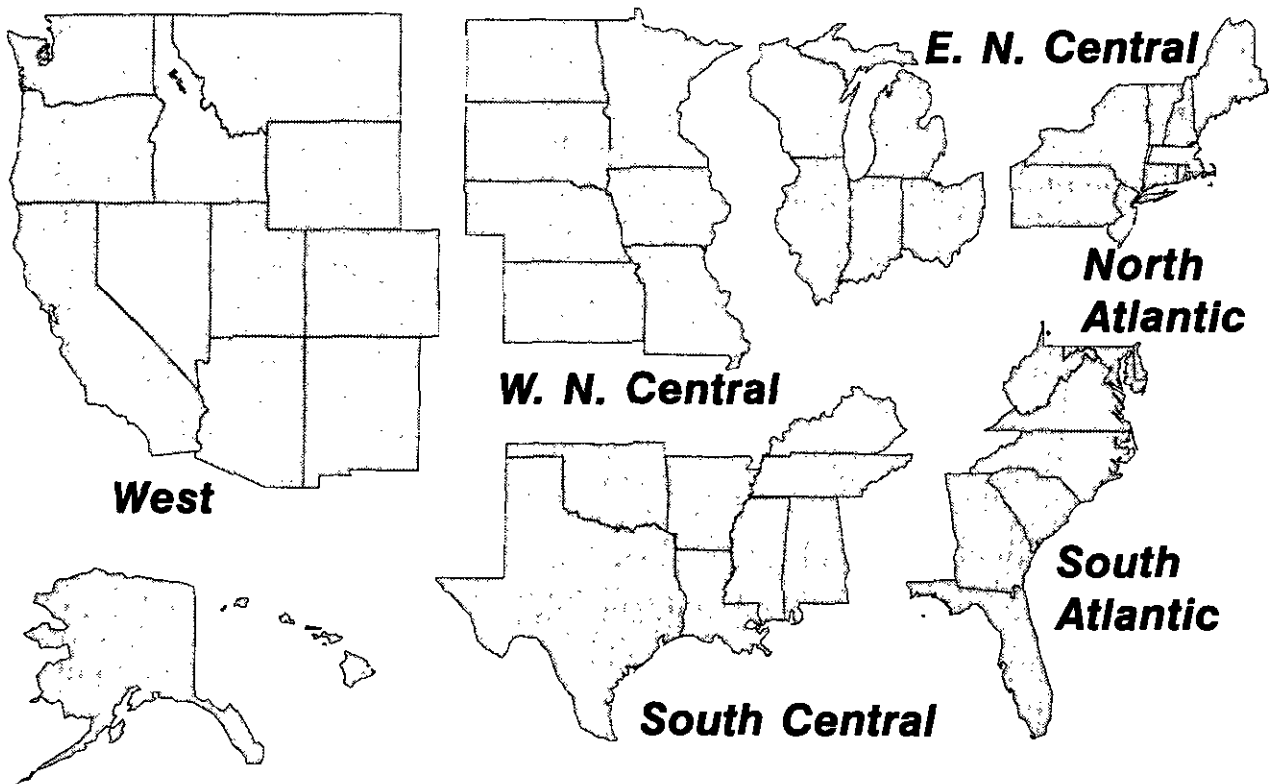 E. N. Central
North
Atlantic
W. N. Central
West
South
Atlantic
South Central